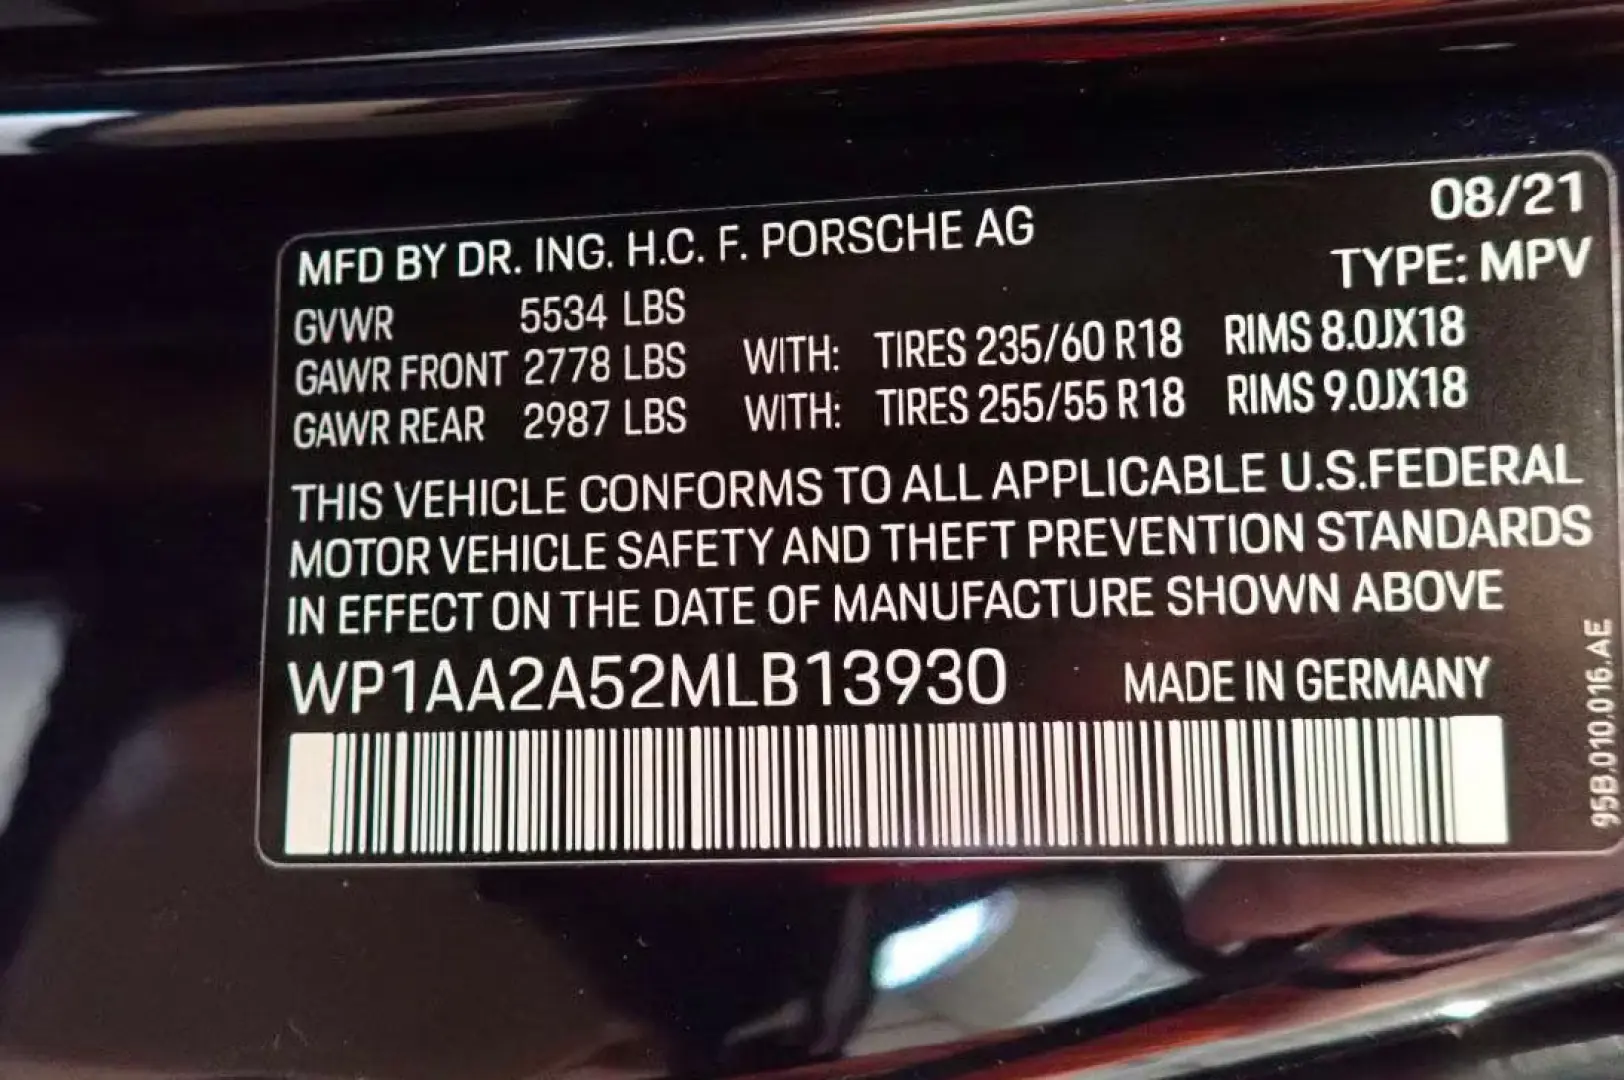 08/21
MFD BY DR. ING. H.C. F. PORSCHE AG
TYPE: MPV
GVWR 5534 LBS
GAWR FRONT 2778 LBS WITH: TIRES 235/60 R18 RIMS 8.0JX18
GAWR REAR 2987 LBS WITH: TIRES 255/55 R18 RIMS 9.0JX18
THIS VEHICLE CONFORMS TO ALL APPLICABLE U.S.FEDERAL
MOTOR VEHICLE SAFETY AND THEFT PREVENTION STANDARDS
IN EFFECT ON THE DATE OF MANUFACTURE SHOWN ABOVE
WP1AA2A52MLB13930 MADE IN GERMANY
95B.010.016.AE